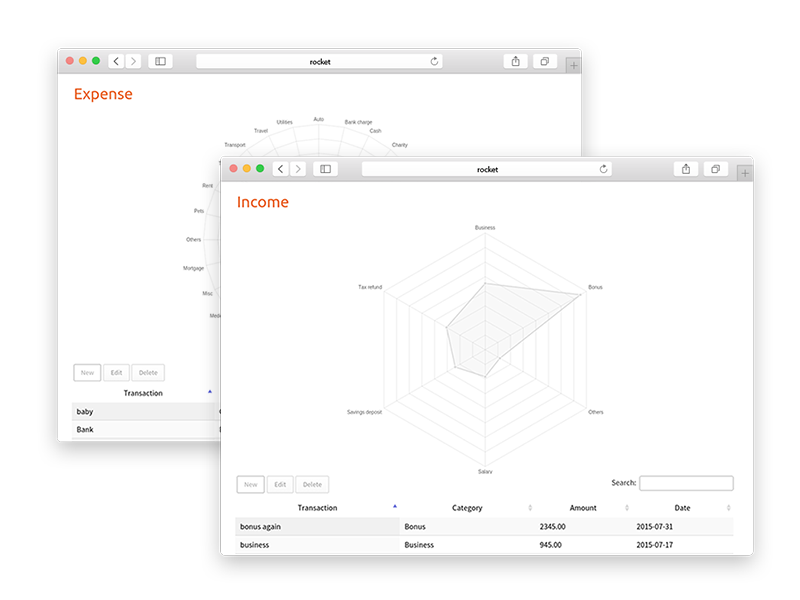 rocket
Expense
Auto
Utilities
Bank charge
Travel
Cash
Transport
Charity
Rent
Pets
Others
Mortgage
Misc
New Edit Delete
Transaction
baby
Bank
rocket
Income
Business
Tax refund
Bonus
Savings deposit
Others
Salary
New Edit Delete
Search:
Transaction Category Amount Date
bonus again Bonus 2345.00 2015-07-31
business Business 945.00 2015-07-17